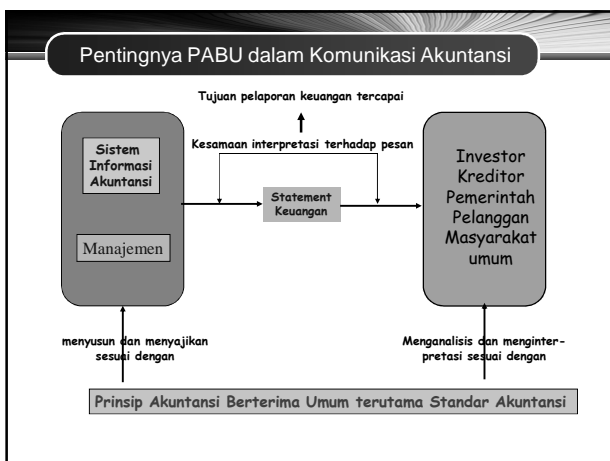 Pentingnya PABU dalam Komunikasi Akuntansi
Tujuan pelaporan keuangan tercapai
Kesamaan interpretasi terhadap pesan
Sistem
Informasi
Akuntansi
Manajemen
Statement
Keuangan
Investor
Kreditor
Pemerintah
Pelanggan
Masyarakat
umum
menyusun dan menyajikan
sesuai dengan
Menganalisis dan menginter-
pretasi sesuai dengan
Prinsip Akuntansi Berterima Umum terutama Standar Akuntansi